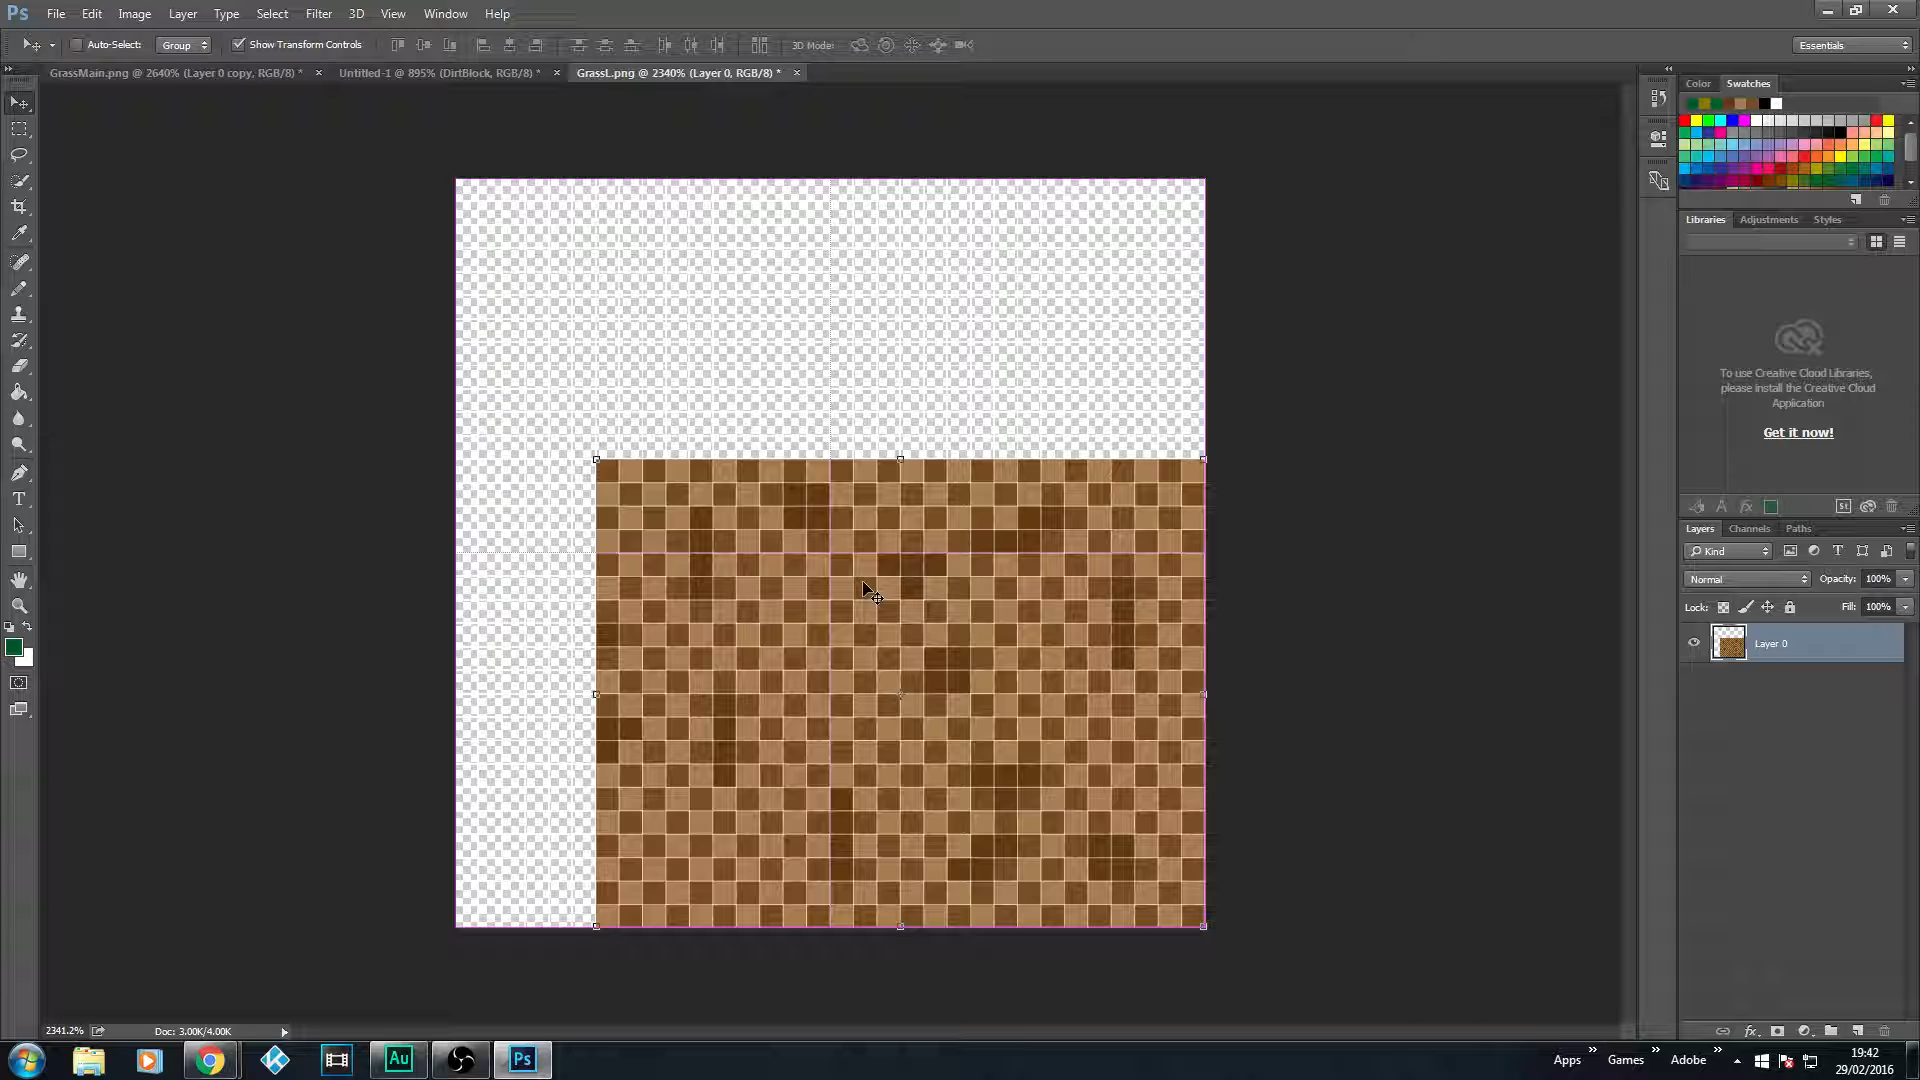 Ps File Edit Image Layer Type Select Filter 3D View Window Help
Auto-Select: Group Show Transform Controls 3D Mode: Essentials
GrassMain.png @ 2640% (Layer 0 copy, RGB/8) * × Untitled-1 @ 895% (DirtBlock, RGB/8) * × GrassL.png @ 2340% (Layer 0, RGB/8) * ×
Color Swatches
Libraries Adjustments Styles
To use Creative Cloud Libraries,
please install the Creative Cloud
Application
Get it now!
St
Layers Channels Paths
Kind
Normal Opacity: 100%
Lock: Fill: 100%
Layer 0
2341.2% Doc: 3.00K/4.00K
Au Ps Apps Games Adobe
19:42
29/02/2016